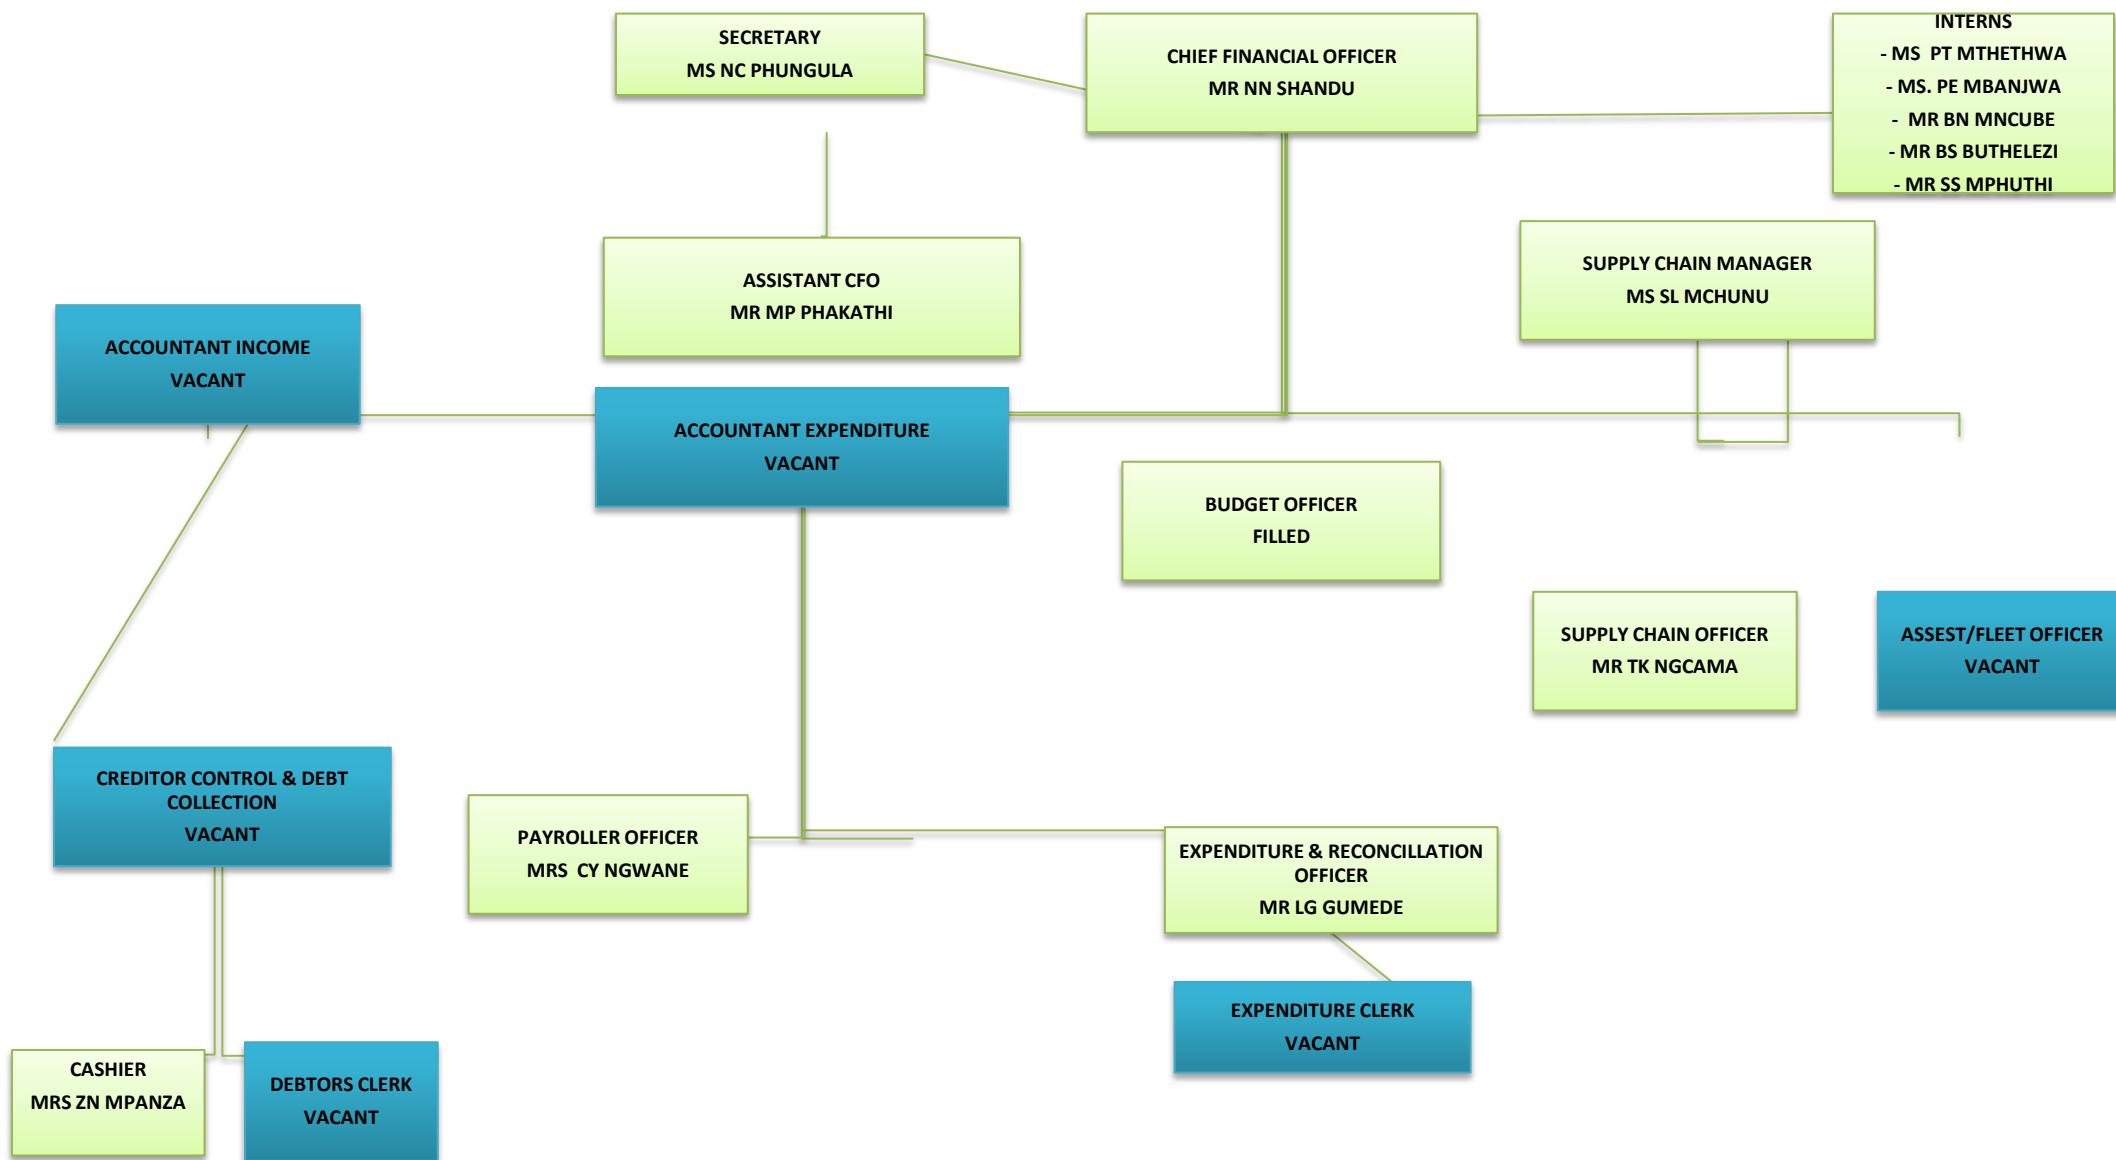 SECRETARY
MS NC PHUNGULA
CHIEF FINANCIAL OFFICER
MR NN SHANDU
INTERNS
- MS PT MTHETHWA
- MS. PE MBANJWA
- MR BN MNCUBE
- MR BS BUTHELEZI
- MR SS MPHUTHI
ASSISTANT CFO
MR MP PHAKATHI
SUPPLY CHAIN MANAGER
MS SL MCHUNU
ACCOUNTANT INCOME
VACANT
ACCOUNTANT EXPENDITURE
VACANT
BUDGET OFFICER
FILLED
SUPPLY CHAIN OFFICER
MR TK NGCAMA
ASSEST/FLEET OFFICER
VACANT
CREDITOR CONTROL & DEBT
COLLECTION
VACANT
PAYROLLER OFFICER
MRS CY NGWANE
EXPENDITURE & RECONCILLATION
OFFICER
MR LG GUMEDE
EXPENDITURE CLERK
VACANT
CASHIER
MRS ZN MPANZA
DEBTORS CLERK
VACANT